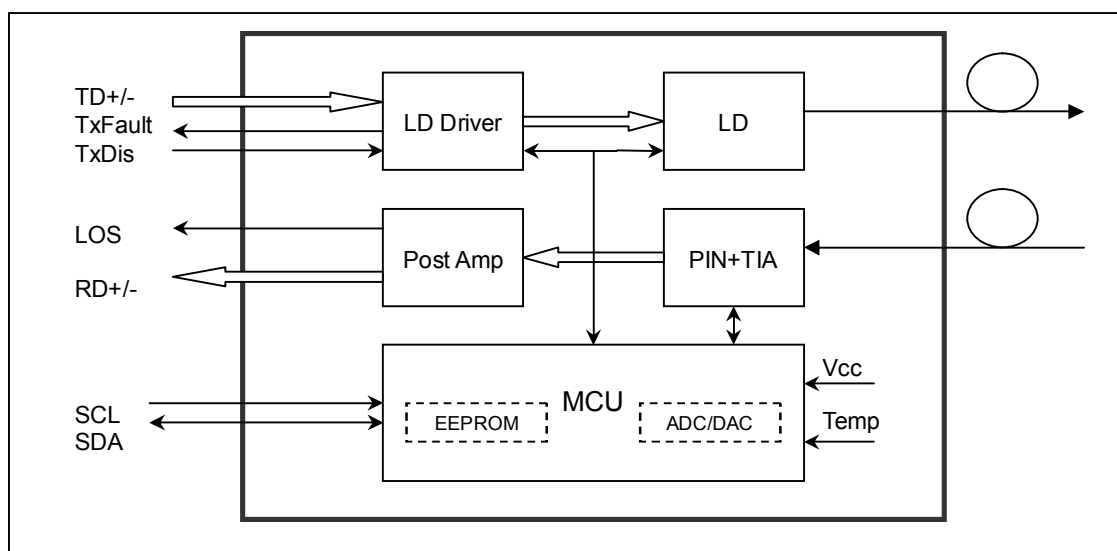 TD+/-
TxFault
TxDis
LD Driver
LD
LOS
RD+/-
Post Amp
PIN+TIA
SCL
SDA
MCU
EEPROM
ADC/DAC
Vcc
Temp